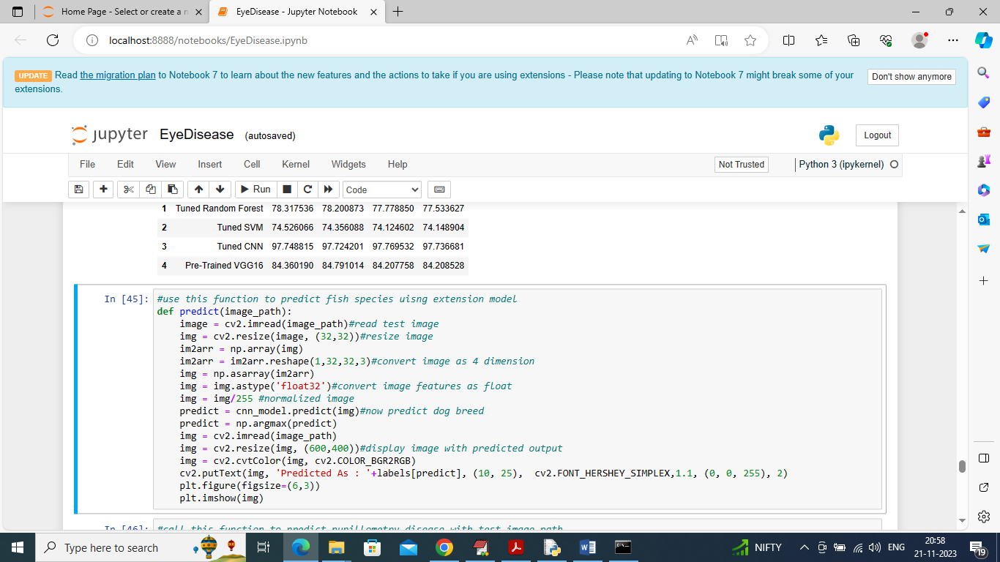 Home Page - Select or create a n
EyeDisease - Jupyter Notebook
localhost:8888/notebooks/EyeDisease.ipynb
UPDATE Read the migration plan to Notebook 7 to learn about the new features and the actions to take if you are using extensions - Please note that updating to Notebook 7 might break some of your
extensions.
Don't show anymore
jupyter EyeDisease (autosaved)
Logout
File Edit View Insert Cell Kernel Widgets Help
Not Trusted
Python 3 (ipykernel)
Run
Code
1 Tuned Random Forest 78.317536 78.200873 77.778850 77.533627
2 Tuned SVM 74.526066 74.356088 74.124602 74.148904
3 Tuned CNN 97.748815 97.724201 97.769532 97.736681
4 Pre-Trained VGG16 84.360190 84.791014 84.207758 84.208528
In [45]: #use this function to predict fish species uisng extension model
def predict(image_path):
    image = cv2.imread(image_path)#read test image
    img = cv2.resize(image, (32,32))#resize image
    im2arr = np.array(img)
    im2arr = im2arr.reshape(1,32,32,3)#convert image as 4 dimension
    img = np.asarray(im2arr)
    img = img.astype('float32')#convert image features as float
    img = img/255 #normalized image
    predict = cnn_model.predict(img)#now predict dog breed
    predict = np.argmax(predict)
    img = cv2.imread(image_path)
    img = cv2.resize(img, (600,400))#display image with predicted output
    img = cv2.cvtColor(img, cv2.COLOR_BGR2RGB)
    cv2.putText(img, 'Predicted As : '+labels[predict], (10, 25),  cv2.FONT_HERSHEY_SIMPLEX,1.1, (0, 0, 255), 2)
    plt.figure(figsize=(6,3))
    plt.imshow(img)
In [46]: #call this function to predict pupillometry disease with test image path
Type here to search
NIFTY
ENG
20:58
21-11-2023
19